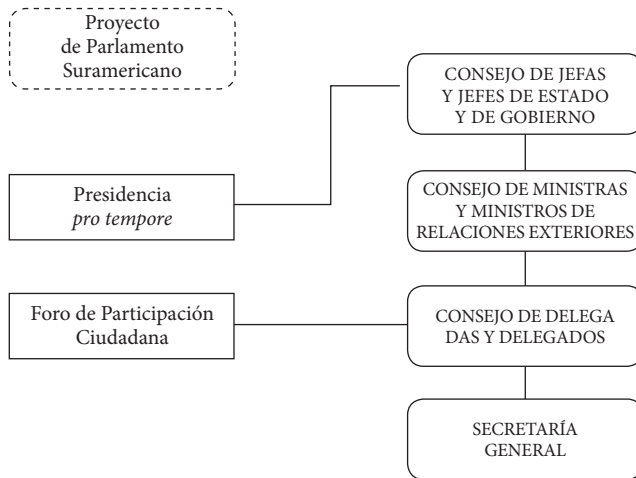 Proyecto
de Parlamento
Suramericano
CONSEJO DE JEFAS
Y JEFES DE ESTADO
Y DE GOBIERNO
Presidencia
pro tempore
CONSEJO DE MINISTRAS
Y MINISTROS DE
RELACIONES EXTERIORES
Foro de Participación
Ciudadana
CONSEJO DE DELEGA
DAS Y DELEGADOS
SECRETARÍA
GENERAL